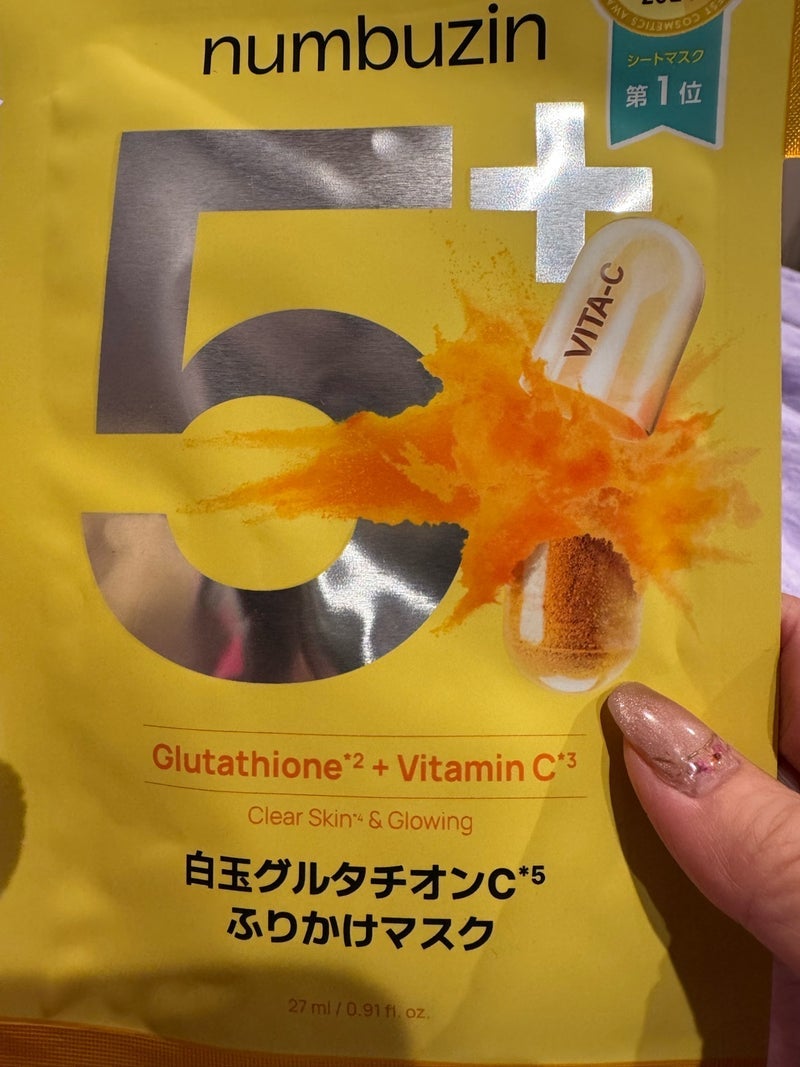 numbuzin
シートマスク
第1位
5+
VITA-C
Glutathione*2 + Vitamin C*3
Clear Skin*4 & Glowing
白玉グルタチオンC*5
ふりかけマスク
27 ml / 0.91 fl. oz.